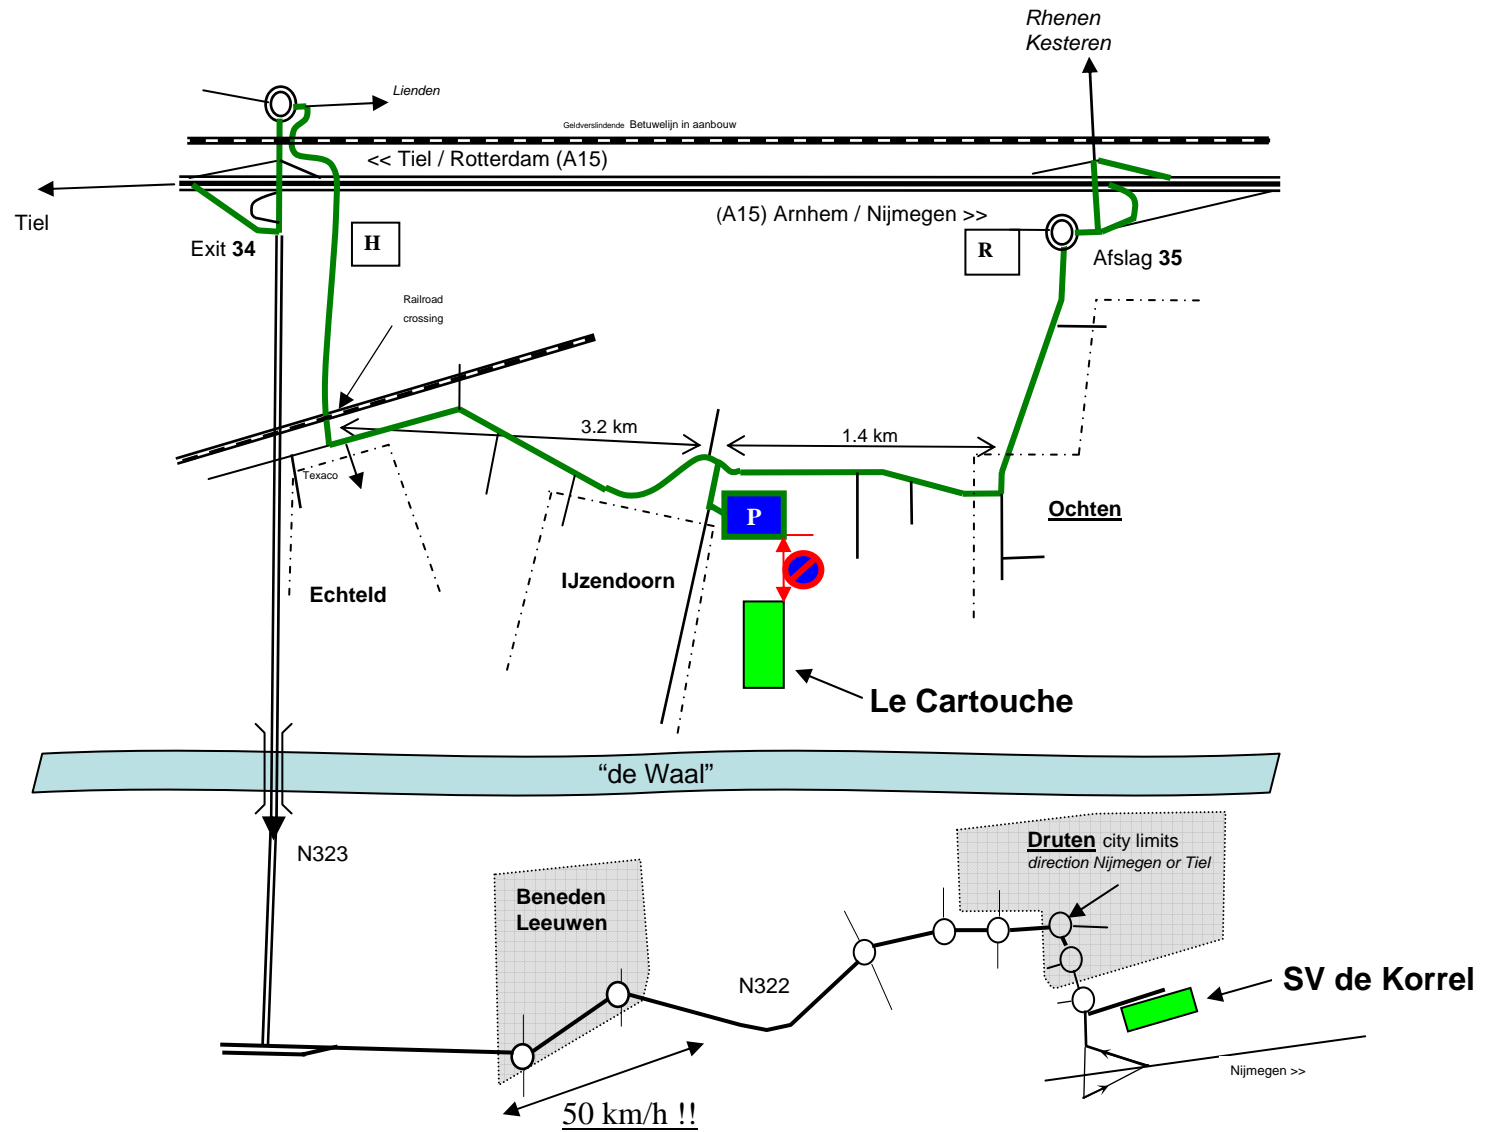 Rhenen
Kesteren
Lienden
Geldverslindende Betuwelijn in aanbouw
<< Tiel / Rotterdam (A15)
Tiel
(A15) Arnhem / Nijmegen >>
Exit 34
H
R
Afslag 35
Railroad
crossing
3.2 km
1.4 km
Texaco
P
Ochten
Echteld
IJzendoorn
Le Cartouche
“de Waal”
N323
Druten city limits
direction Nijmegen or Tiel
Beneden
Leeuwen
N322
SV de Korrel
Nijmegen >>
50 km/h !!